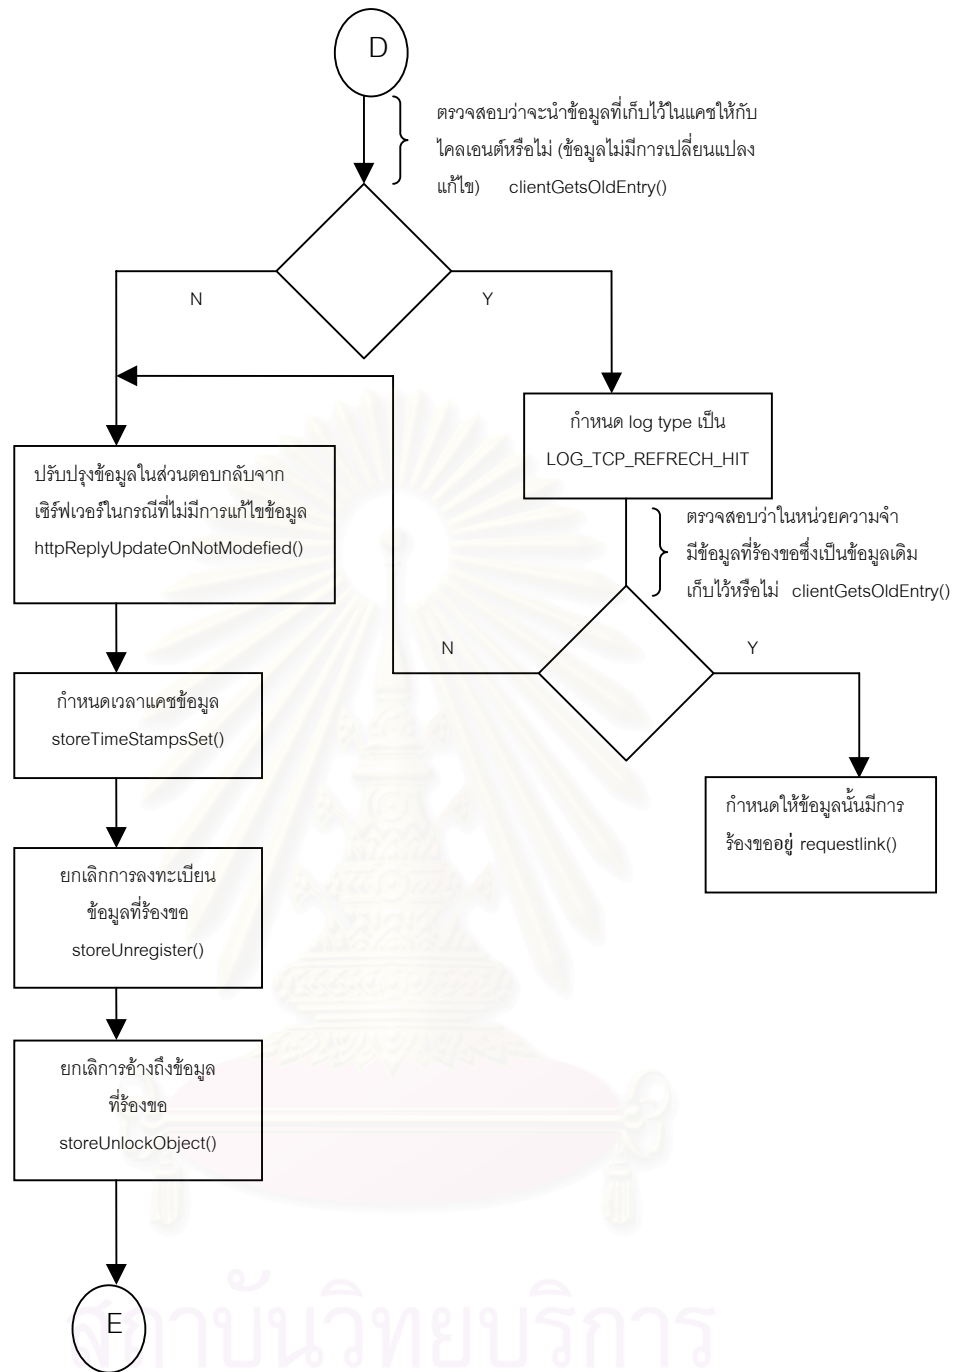 D
ตรวจสอบว่าจะนำข้อมูลที่เก็บไว้ในแคชให้กับ
ไคลเอนต์หรือไม่ (ข้อมูลไม่มีการเปลี่ยนแปลง
แก้ไข) clientGetsOldEntry()
N
Y
กำหนด log type เป็น
LOG_TCP_REFRECH_HIT
ปรับปรุงข้อมูลในส่วนตอบกลับจาก
เซิร์ฟเวอร์ในกรณีที่ไม่มีการแก้ไขข้อมูล
httpReplyUpdateOnNotModefied()
ตรวจสอบว่าในหน่วยความจำ
มีข้อมูลที่ร้องขอซึ่งเป็นข้อมูลเดิม
เก็บไว้หรือไม่ clientGetsOldEntry()
N
Y
กำหนดเวลาแคชข้อมูล
storeTimeStampsSet()
กำหนดให้ข้อมูลนั้นมีการ
ร้องขออยู่ requestlink()
ยกเลิกการลงทะเบียน
ข้อมูลที่ร้องขอ
storeUnregister()
ยกเลิการอ้างถึงข้อมูล
ที่ร้องขอ
storeUnlockObject()
E
สถาบันวิทยบริการ